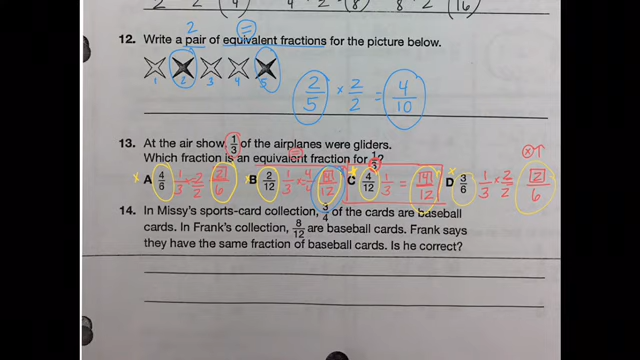 2
12. Write a pair of equivalent fractions for the picture below.
=
1 2 3 4 5
2/5 × 2/2 = 4/10
13. At the air show, 1/3 of the airplanes were gliders.
Which fraction is an equivalent fraction for 1/3?
A 4/6 1/3 × 2/2 2/6 B 2/12 1/3 × 4/4 4/12 C 4/12 1/3 = 4/12 D 3/6 1/3 × 2/2 = 2/6
14. In Missy's sports-card collection, 3/4 of the cards are baseball
cards. In Frank's collection, 8/12 are baseball cards. Frank says
they have the same fraction of baseball cards. Is he correct?